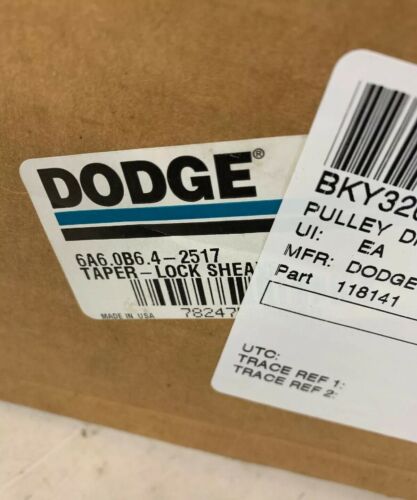 DODGE®
6A6.0B6.4-2517
TAPER-LOCK SHEA
MADE IN USA
7824
BKY32
PULLEY D
UI: EA
MFR: DODGE
Part 118141
UTC:
TRACE REF 1:
TRACE REF 2: